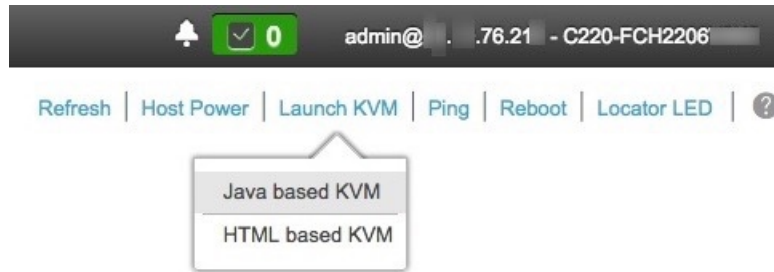 0 admin@ . .76.21 - C220-FCH2206
Refresh | Host Power | Launch KVM | Ping | Reboot | Locator LED | ?
Java based KVM
HTML based KVM